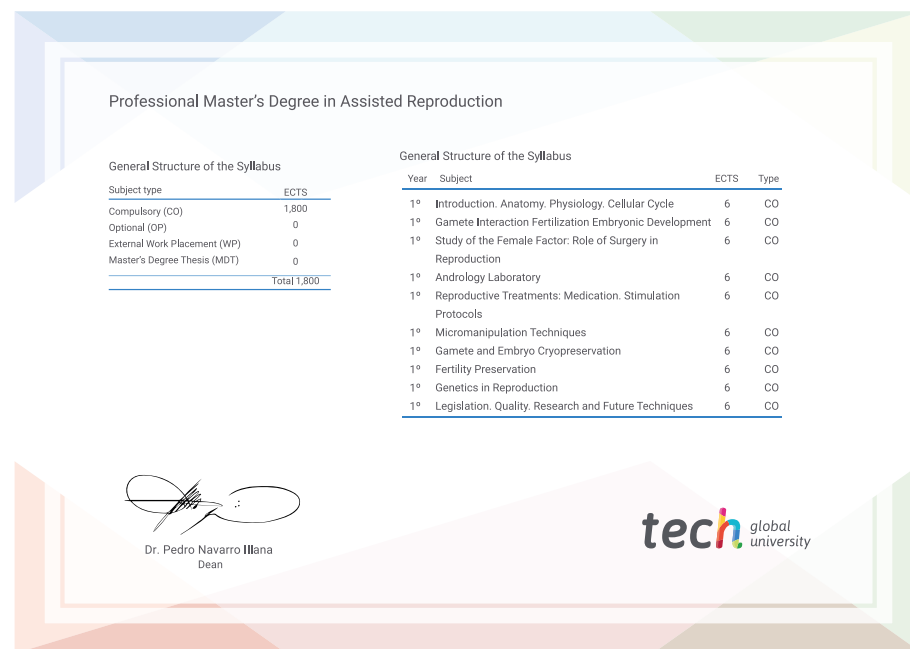 Professional Master's Degree in Assisted Reproduction
General Structure of the Syllabus
Subject type ECTS
Compulsory (CO) 1,800
Optional (OP) 0
External Work Placement (WP) 0
Master's Degree Thesis (MDT) 0
Total 1,800
General Structure of the Syllabus
Year Subject ECTS Type
1º Introduction. Anatomy. Physiology. Cellular Cycle 6 CO
1º Gamete Interaction Fertilization Embryonic Development 6 CO
1º Study of the Female Factor: Role of Surgery in 6 CO
Reproduction
1º Andrology Laboratory 6 CO
1º Reproductive Treatments: Medication. Stimulation 6 CO
Protocols
1º Micromanipulation Techniques 6 CO
1º Gamete and Embryo Cryopreservation 6 CO
1º Fertility Preservation 6 CO
1º Genetics in Reproduction 6 CO
1º Legislation. Quality. Research and Future Techniques 6 CO
Dr. Pedro Navarro Illana
Dean
tech global
university